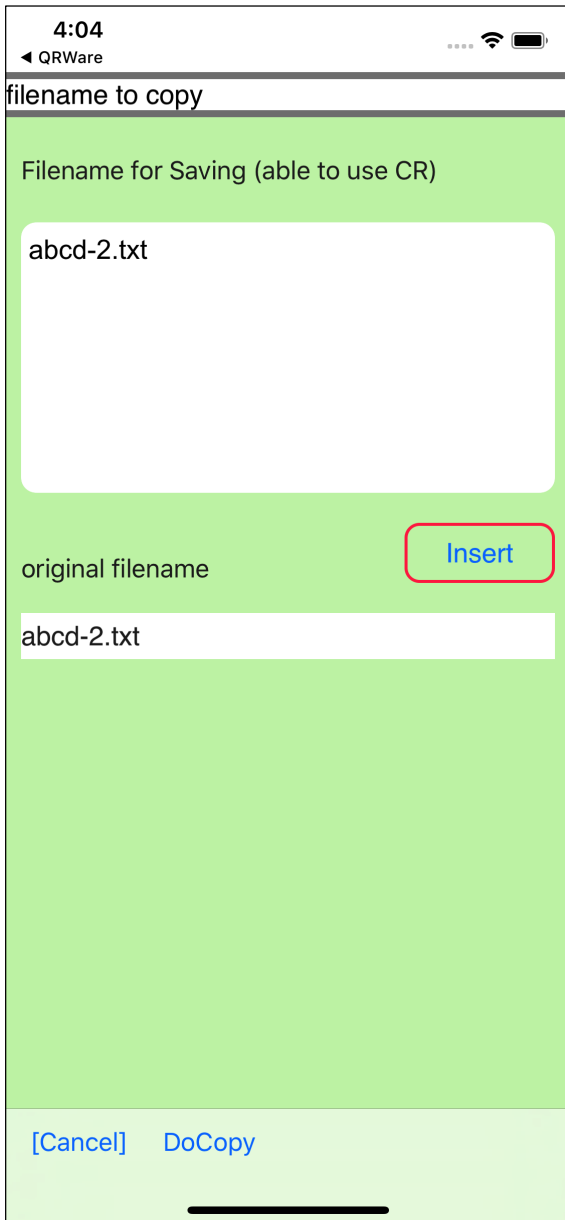 4:04
◀ QRWare
filename to copy
Filename for Saving (able to use CR)
abcd-2.txt
Insert
original filename
abcd-2.txt
[Cancel] DoCopy